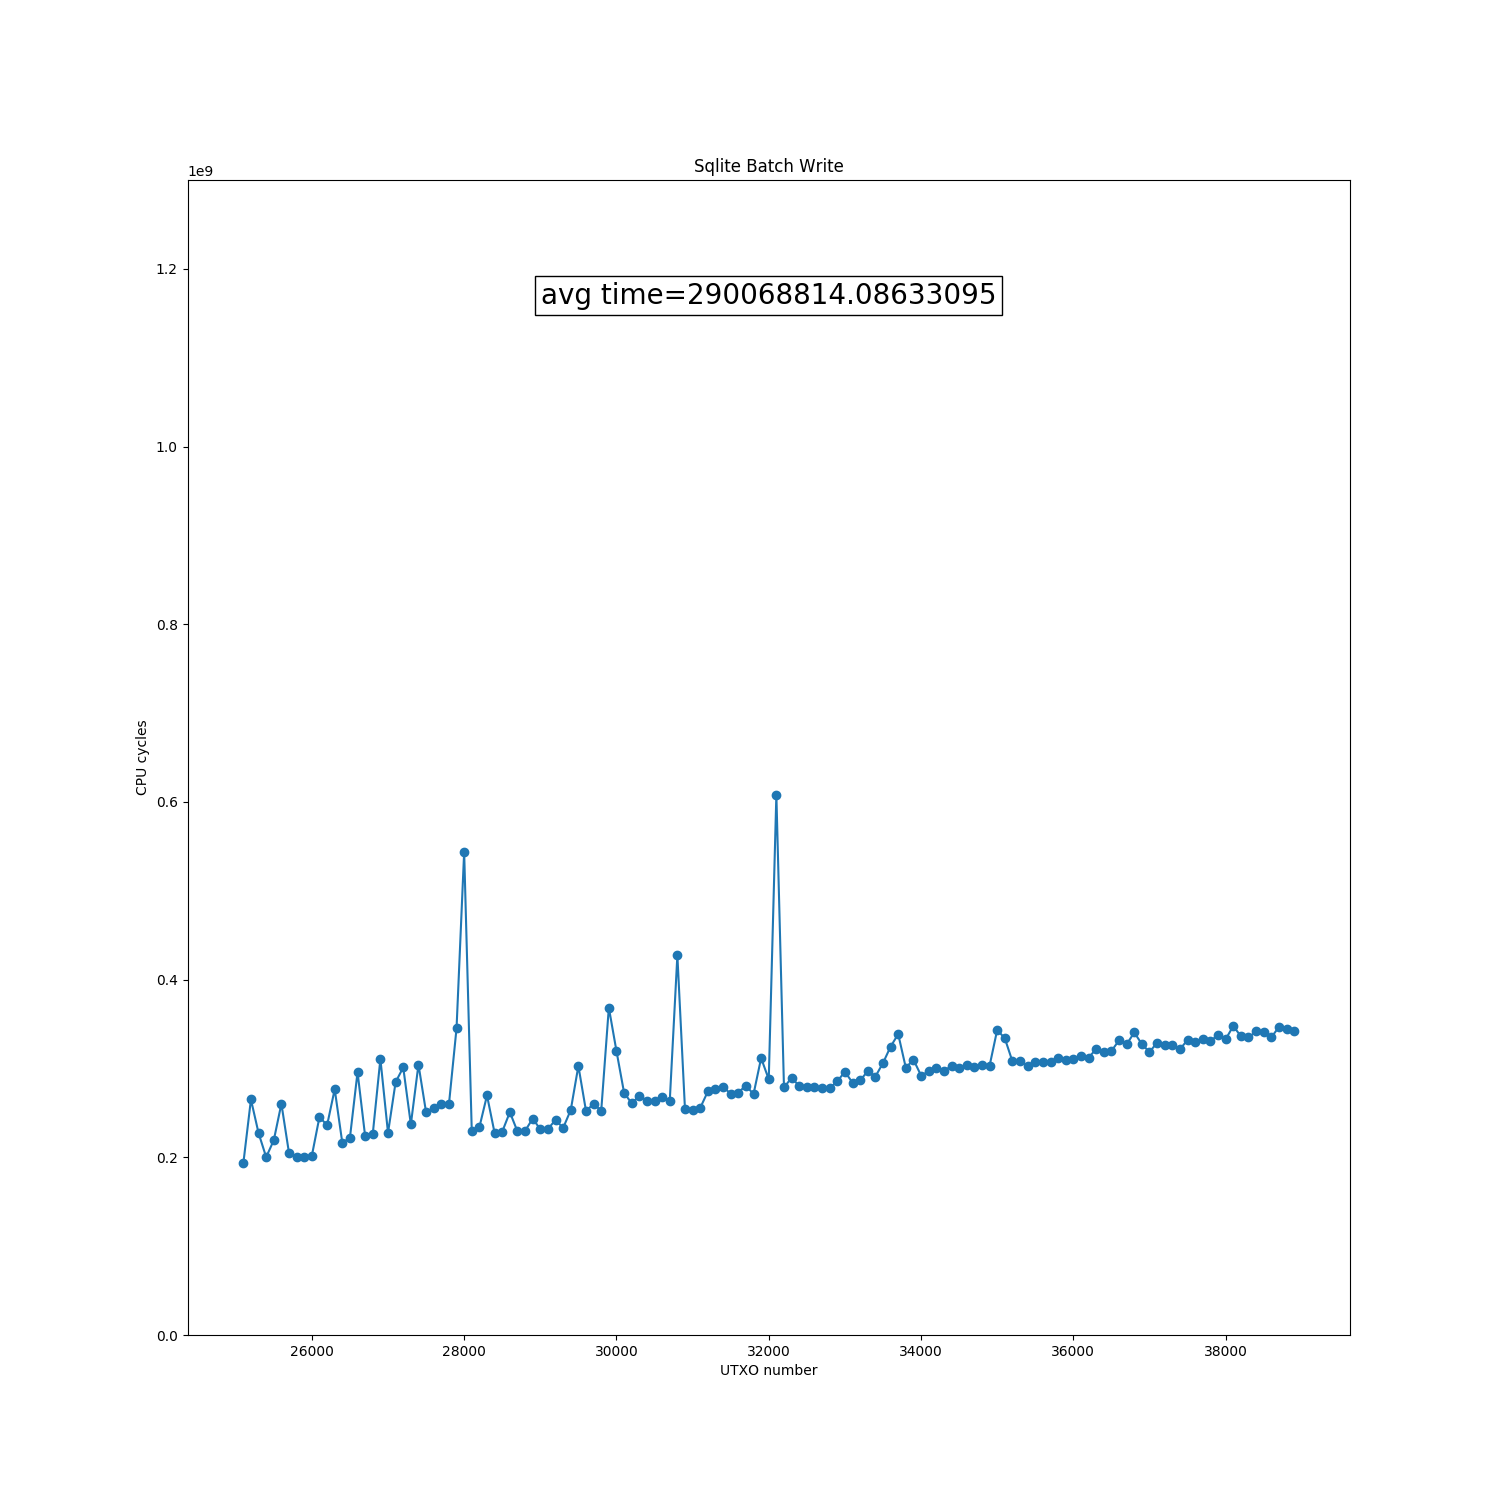 Sqlite Batch Write
1e9
1.2
avg time=290068814.08633095
1.0
0.8
CPU cycles
0.6
0.4
0.2
0.0
26000 28000 30000 32000 34000 36000 38000
UTXO number